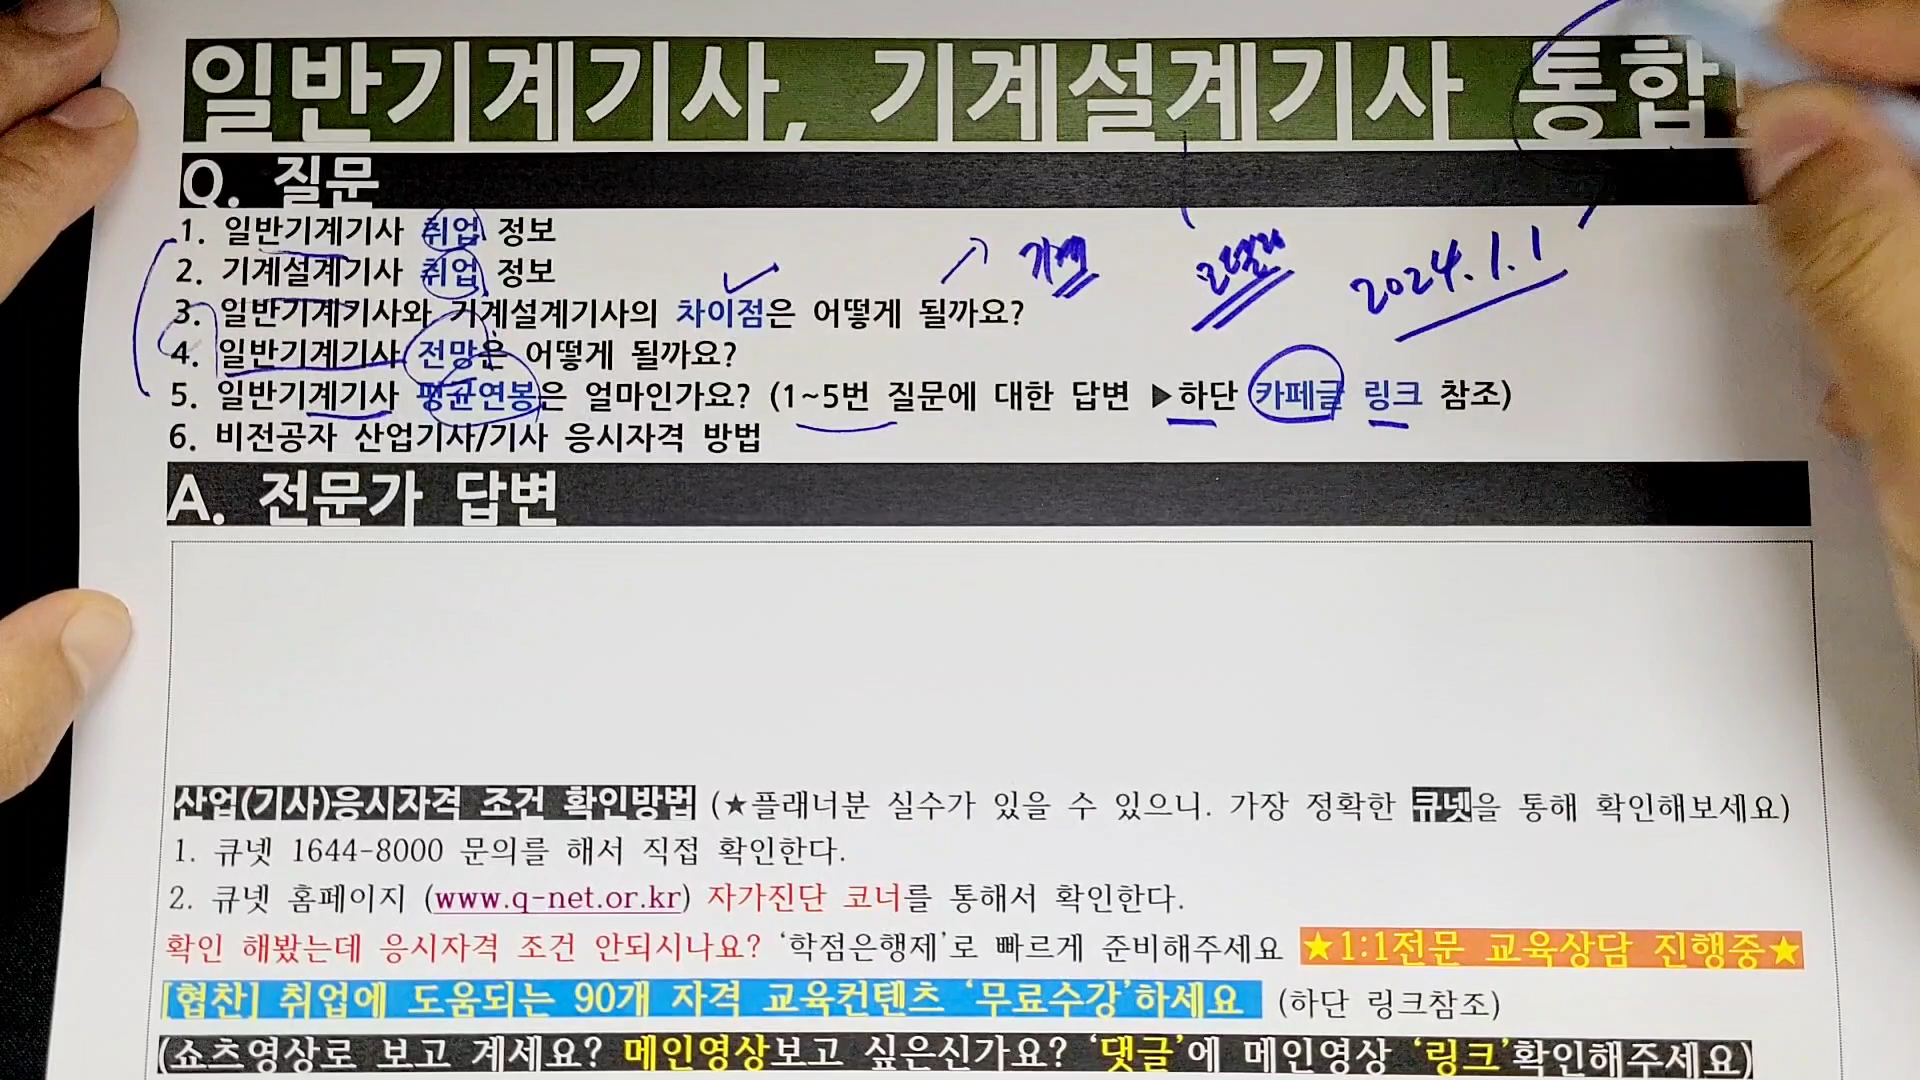 일반기계기사, 기계설계기사 통합
Q. 질문
1. 일반기계기사 취업 정보
2. 기계설계기사 취업 정보
3. 일반기계기사와 기계설계기사의 차이점은 어떻게 될까요?
4. 일반기계기사 전망은 어떻게 될까요?
5. 일반기계기사 평균연봉은 얼마인가요? (1~5번 질문에 대한 답변 ▶하단 카페글 링크 참조)
6. 비전공자 산업기사/기사 응시자격 방법
2024.1.1
A. 전문가 답변
산업(기사)응시자격 조건 확인방법 (★플래너분 실수가 있을 수 있으니. 가장 정확한 큐넷을 통해 확인해보세요)
1. 큐넷 1644-8000 문의를 해서 직접 확인한다.
2. 큐넷 홈페이지 (www.q-net.or.kr) 자가진단 코너를 통해서 확인한다.
확인 해봤는데 응시자격 조건 안되시나요? ‘학점은행제’로 빠르게 준비해주세요 ★1:1전문 교육상담 진행중★
[협찬] 취업에 도움되는 90개 자격 교육컨텐츠 ‘무료수강’하세요 (하단 링크참조)
(쇼츠영상로 보고 계세요? 메인영상보고 싶은신가요? ‘댓글’에 메인영상 ‘링크’확인해주세요)